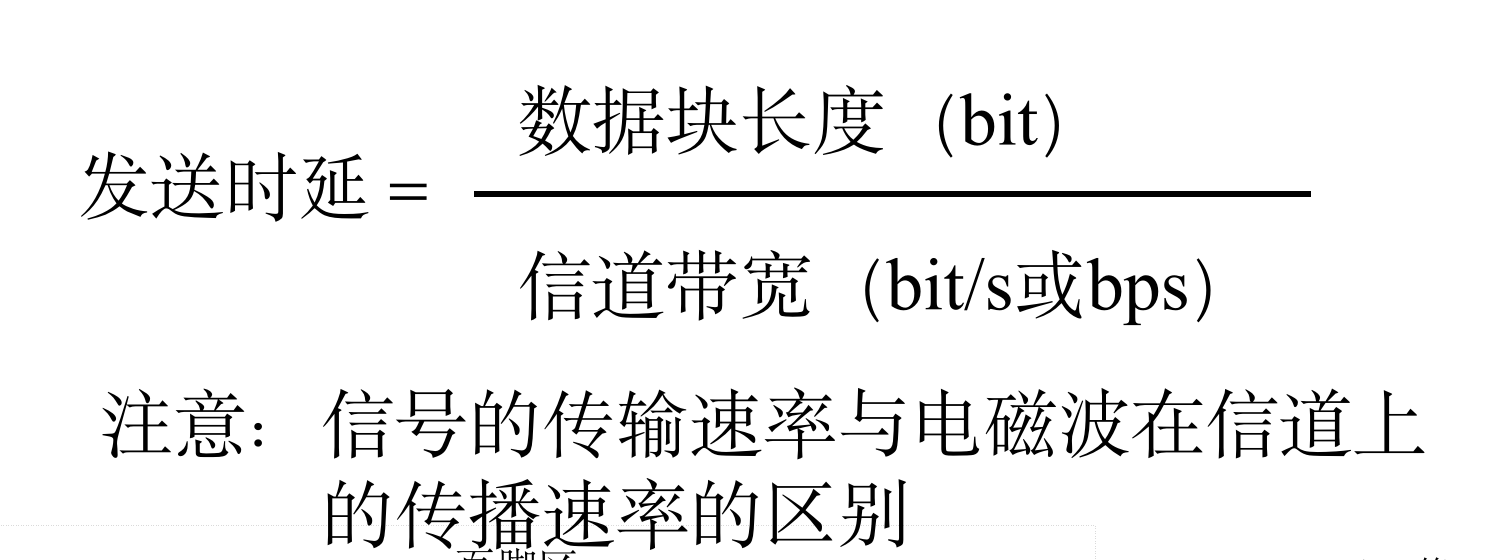 数据块长度（bit）
发送时延 =
信道带宽（bit/s或bps）
注意：信号的传输速率与电磁波在信道上
的传播速率的区别